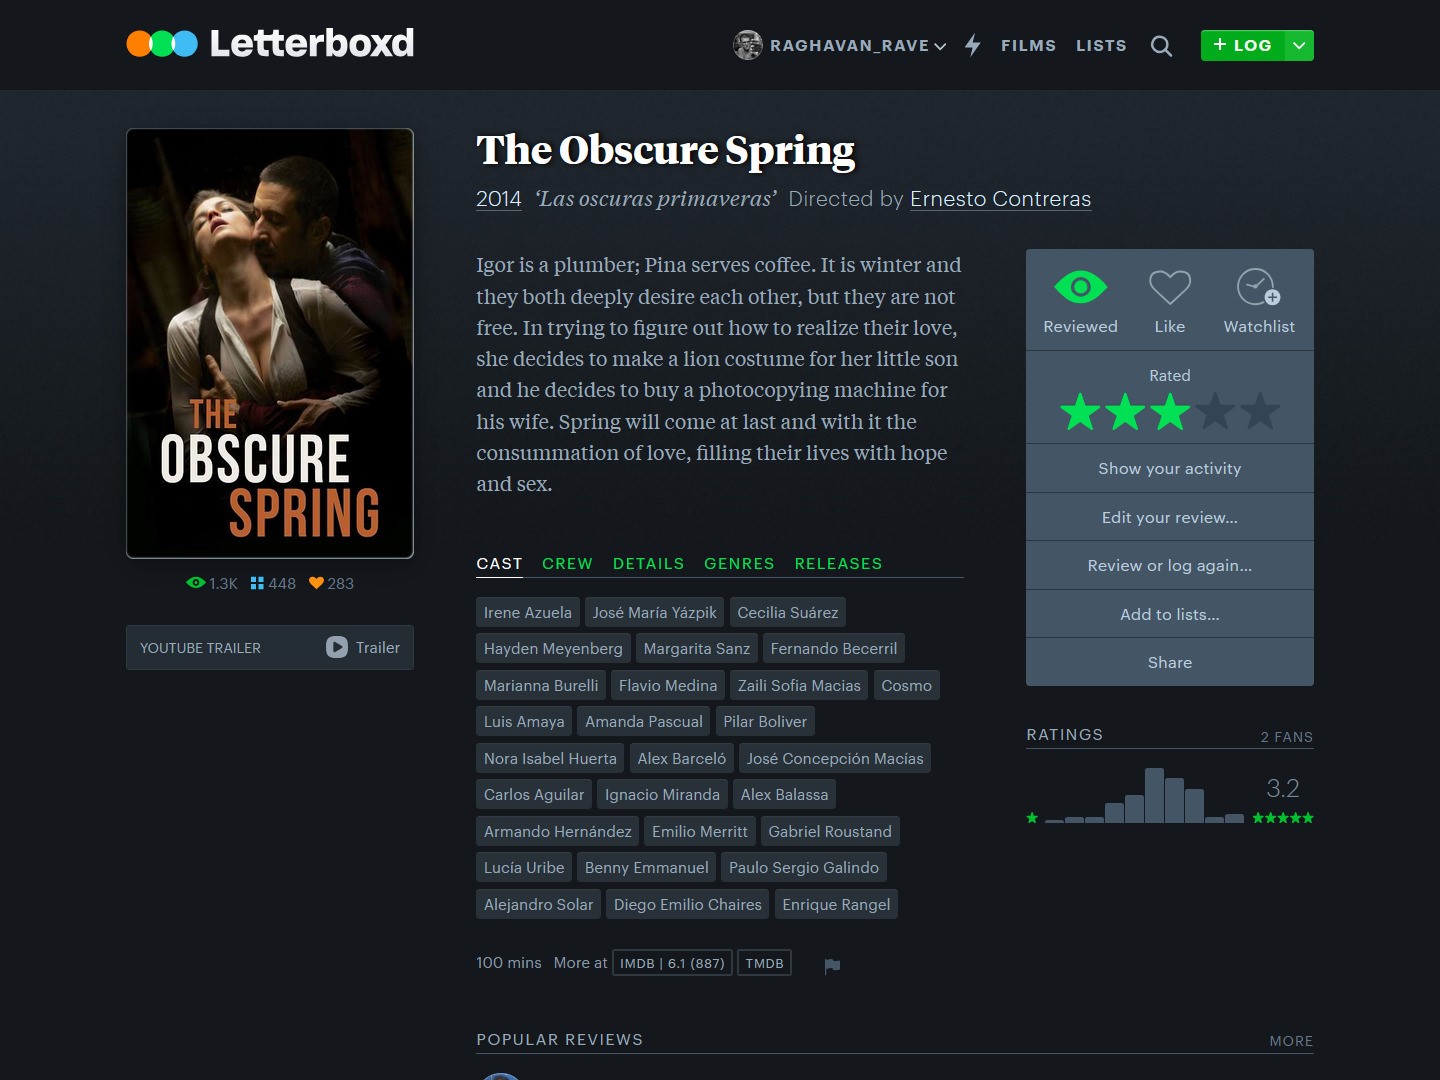 Letterboxd
RAGHAVAN_RAVE
FILMS
LISTS
+ LOG
The Obscure Spring
2014 ‘Las oscuras primaveras’ Directed by Ernesto Contreras
THE
OBSCURE
SPRING
1.3K 448 283
YOUTUBE TRAILER Trailer
Igor is a plumber; Pina serves coffee. It is winter and
they both deeply desire each other, but they are not
free. In trying to figure out how to realize their love,
she decides to make a lion costume for her little son
and he decides to buy a photocopying machine for
his wife. Spring will come at last and with it the
consummation of love, filling their lives with hope
and sex.
CAST CREW DETAILS GENRES RELEASES
Irene Azuela José María Yázpik Cecilia Suárez
Hayden Meyenberg Margarita Sanz Fernando Becerril
Marianna Burelli Flavio Medina Zaili Sofia Macias Cosmo
Luis Amaya Amanda Pascual Pilar Boliver
Nora Isabel Huerta Alex Barceló José Concepción Macías
Carlos Aguilar Ignacio Miranda Alex Balassa
Armando Hernández Emilio Merritt Gabriel Roustand
Lucía Uribe Benny Emmanuel Paulo Sergio Galindo
Alejandro Solar Diego Emilio Chaires Enrique Rangel
100 mins More at IMDB | 6.1 (887) TMDB
Reviewed Like Watchlist
Rated
Show your activity
Edit your review…
Review or log again…
Add to lists…
Share
RATINGS 2 FANS
3.2
POPULAR REVIEWS MORE